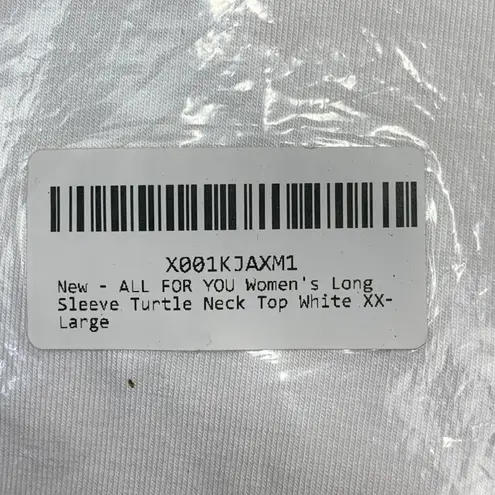 X001KJAXM1
New - ALL FOR YOU Women's Long
Sleeve Turtle Neck Top White XX-
Large